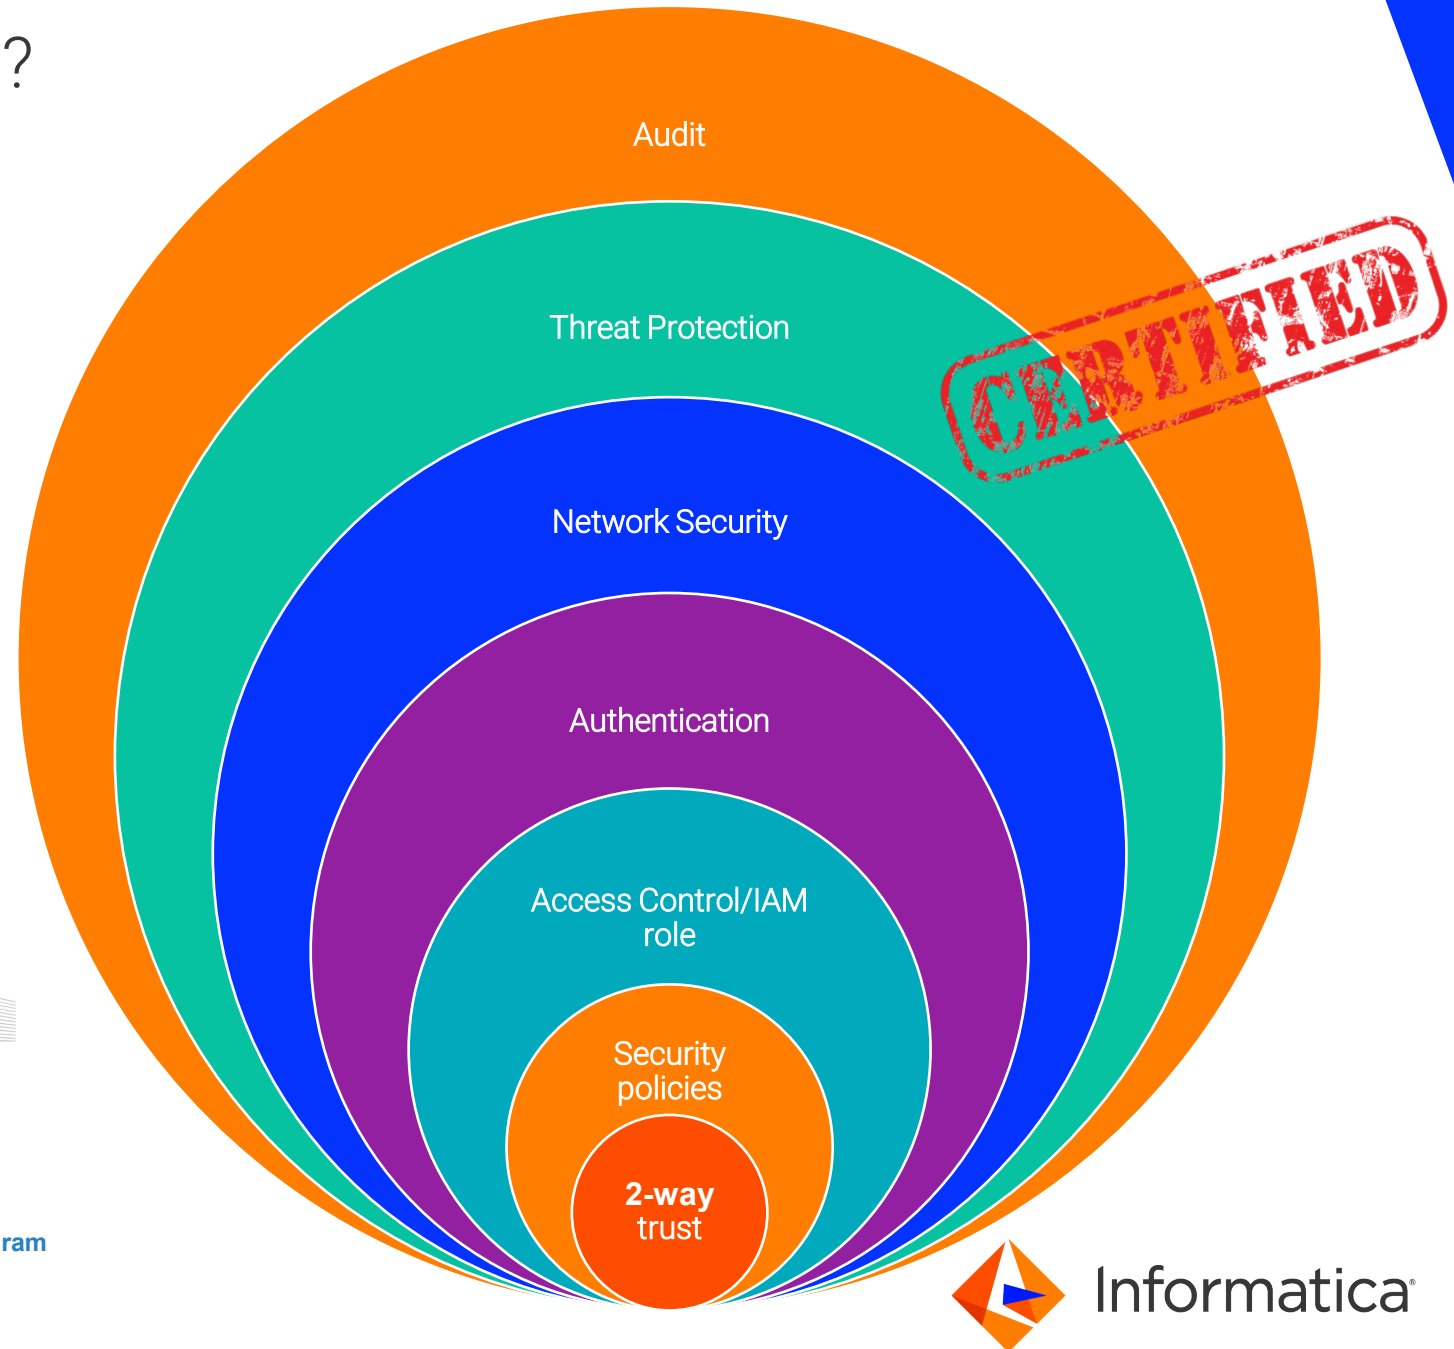 ?
Audit
Threat Protection
CERTIFIED
Network Security
Authentication
Access Control/IAM
role
Security
policies
2-way
trust
ram
Informatica®